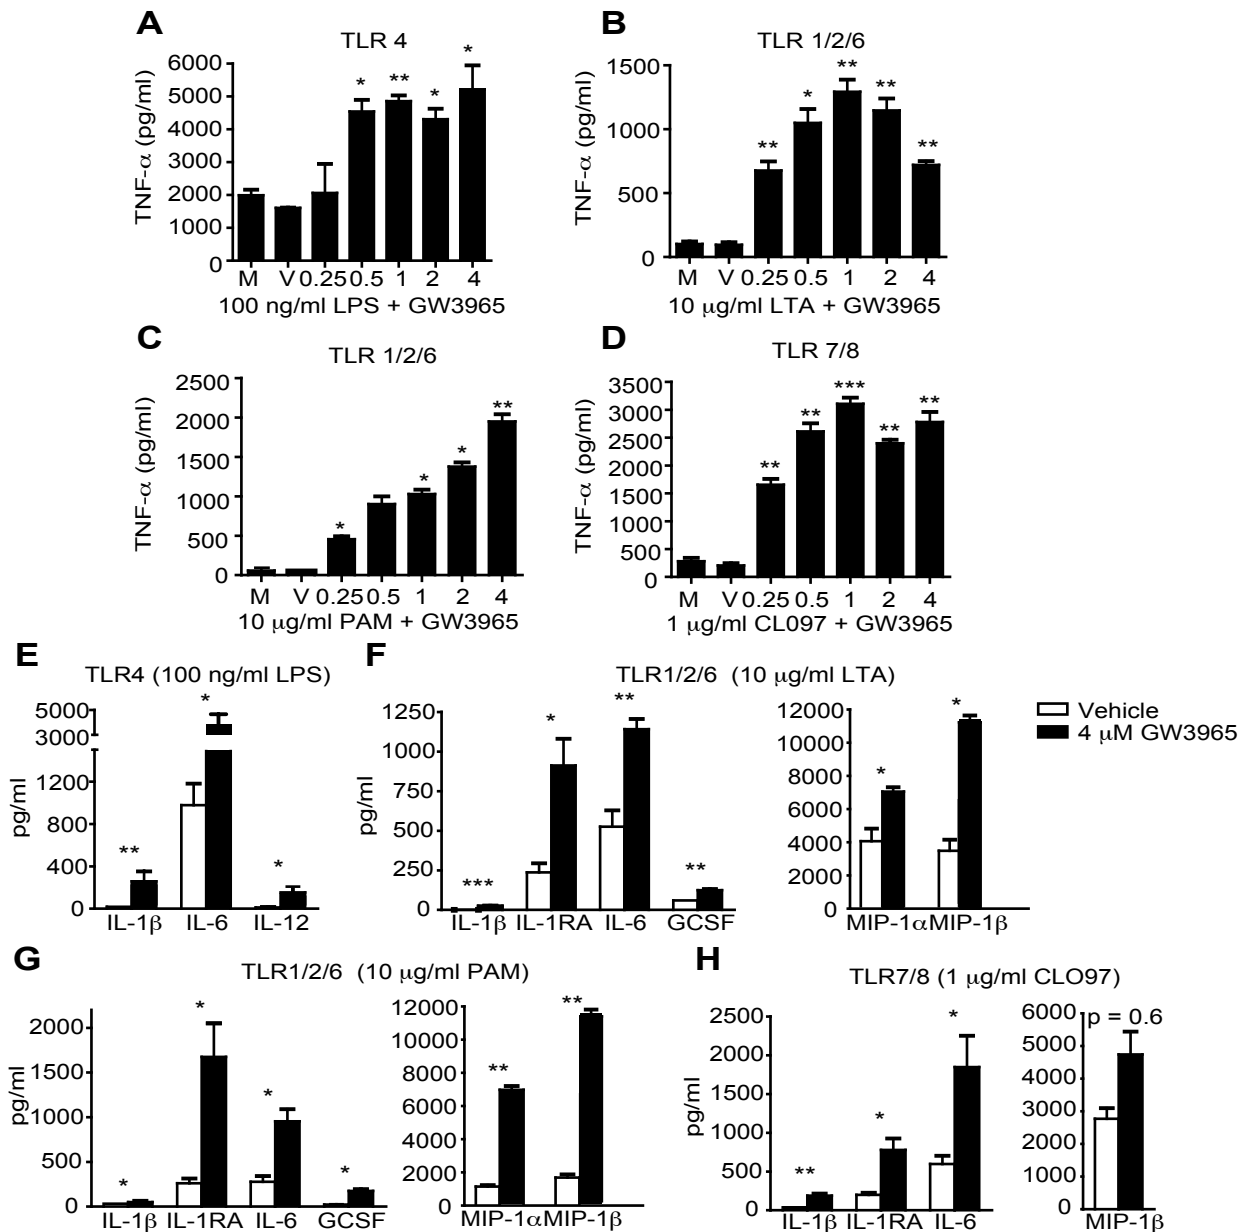 A
TLR 4
TNF-α (pg/ml)
6000
5000
4000
3000
2000
1000
0
* ** * *
M V 0.25 0.5 1 2 4
100 ng/ml LPS + GW3965
B
TLR 1/2/6
TNF-α (pg/ml)
1500
1000
500
0
** * ** ** **
M V 0.25 0.5 1 2 4
10 μg/ml LTA + GW3965
C
TLR 1/2/6
TNF-α (pg/ml)
2500
2000
1500
1000
500
0
* * * **
M V 0.25 0.5 1 2 4
10 μg/ml PAM + GW3965
D
TLR 7/8
TNF-α (pg/ml)
3500
3000
2500
2000
1500
1000
500
0
** ** *** ** **
M V 0.25 0.5 1 2 4
1 μg/ml CL097 + GW3965
E
TLR4 (100 ng/ml LPS)
pg/ml
5000
3000
1200
800
400
0
** * *
IL-1β IL-6 IL-12
F
TLR1/2/6 (10 μg/ml LTA)
pg/ml
1250
1000
750
500
250
0
*** * ** **
IL-1β IL-1RA IL-6 GCSF
12000
10000
8000
6000
4000
2000
0
* *
MIP-1α MIP-1β
Vehicle
4 μM GW3965
G
TLR1/2/6 (10 μg/ml PAM)
pg/ml
2000
1500
1000
500
0
* * * *
IL-1β IL-1RA IL-6 GCSF
12000
10000
8000
6000
4000
2000
0
** **
MIP-1α MIP-1β
H
TLR7/8 (1 μg/ml CLO97)
pg/ml
2500
2000
1500
1000
500
0
** * *
IL-1β IL-1RA IL-6
6000
5000
4000
3000
2000
1000
0
p = 0.6
MIP-1β